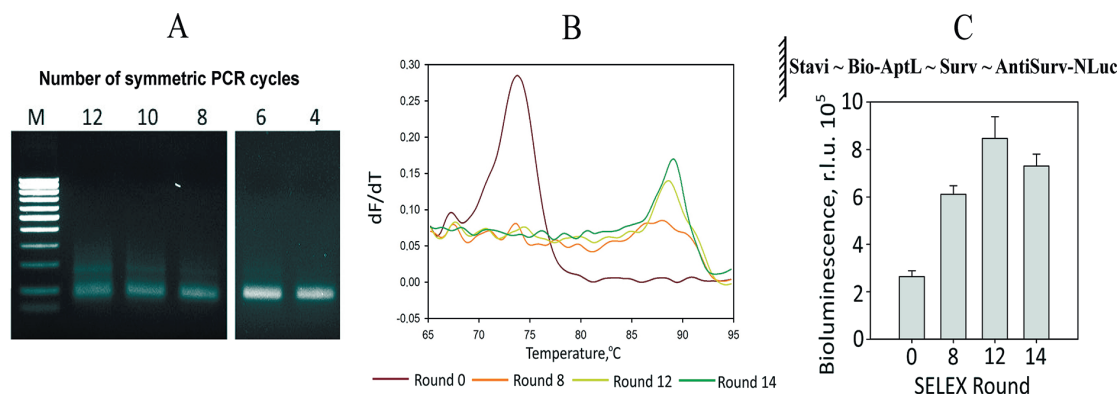 A
Number of symmetric PCR cycles
M 12 10 8 6 4
B
dF/dT
0,30
0,25
0,20
0,15
0,10
0,05
0,00
-0,05
65 70 75 80 85 90 95
Temperature,°C
Round 0 Round 8 Round 12 Round 14
C
Stavi ~ Bio-AptL ~ Surv ~ AntiSurv-NLuc
Bioluminescence, r.l.u. 10⁵
10
8
6
4
2
0
0 8 12 14
SELEX Round